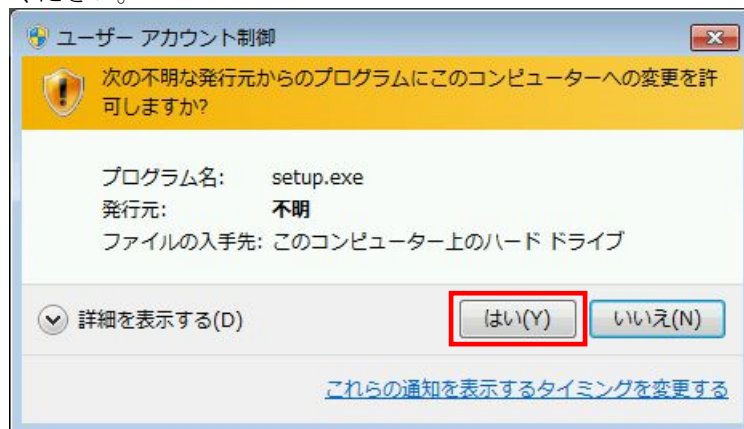 ください。
ユーザー アカウント制御
次の不明な発行元からのプログラムにこのコンピューターへの変更を許
可しますか?
プログラム名: setup.exe
発行元: 不明
ファイルの入手先: このコンピューター上のハード ドライブ
詳細を表示する(D)
はい(Y)
いいえ(N)
これらの通知を表示するタイミングを変更する